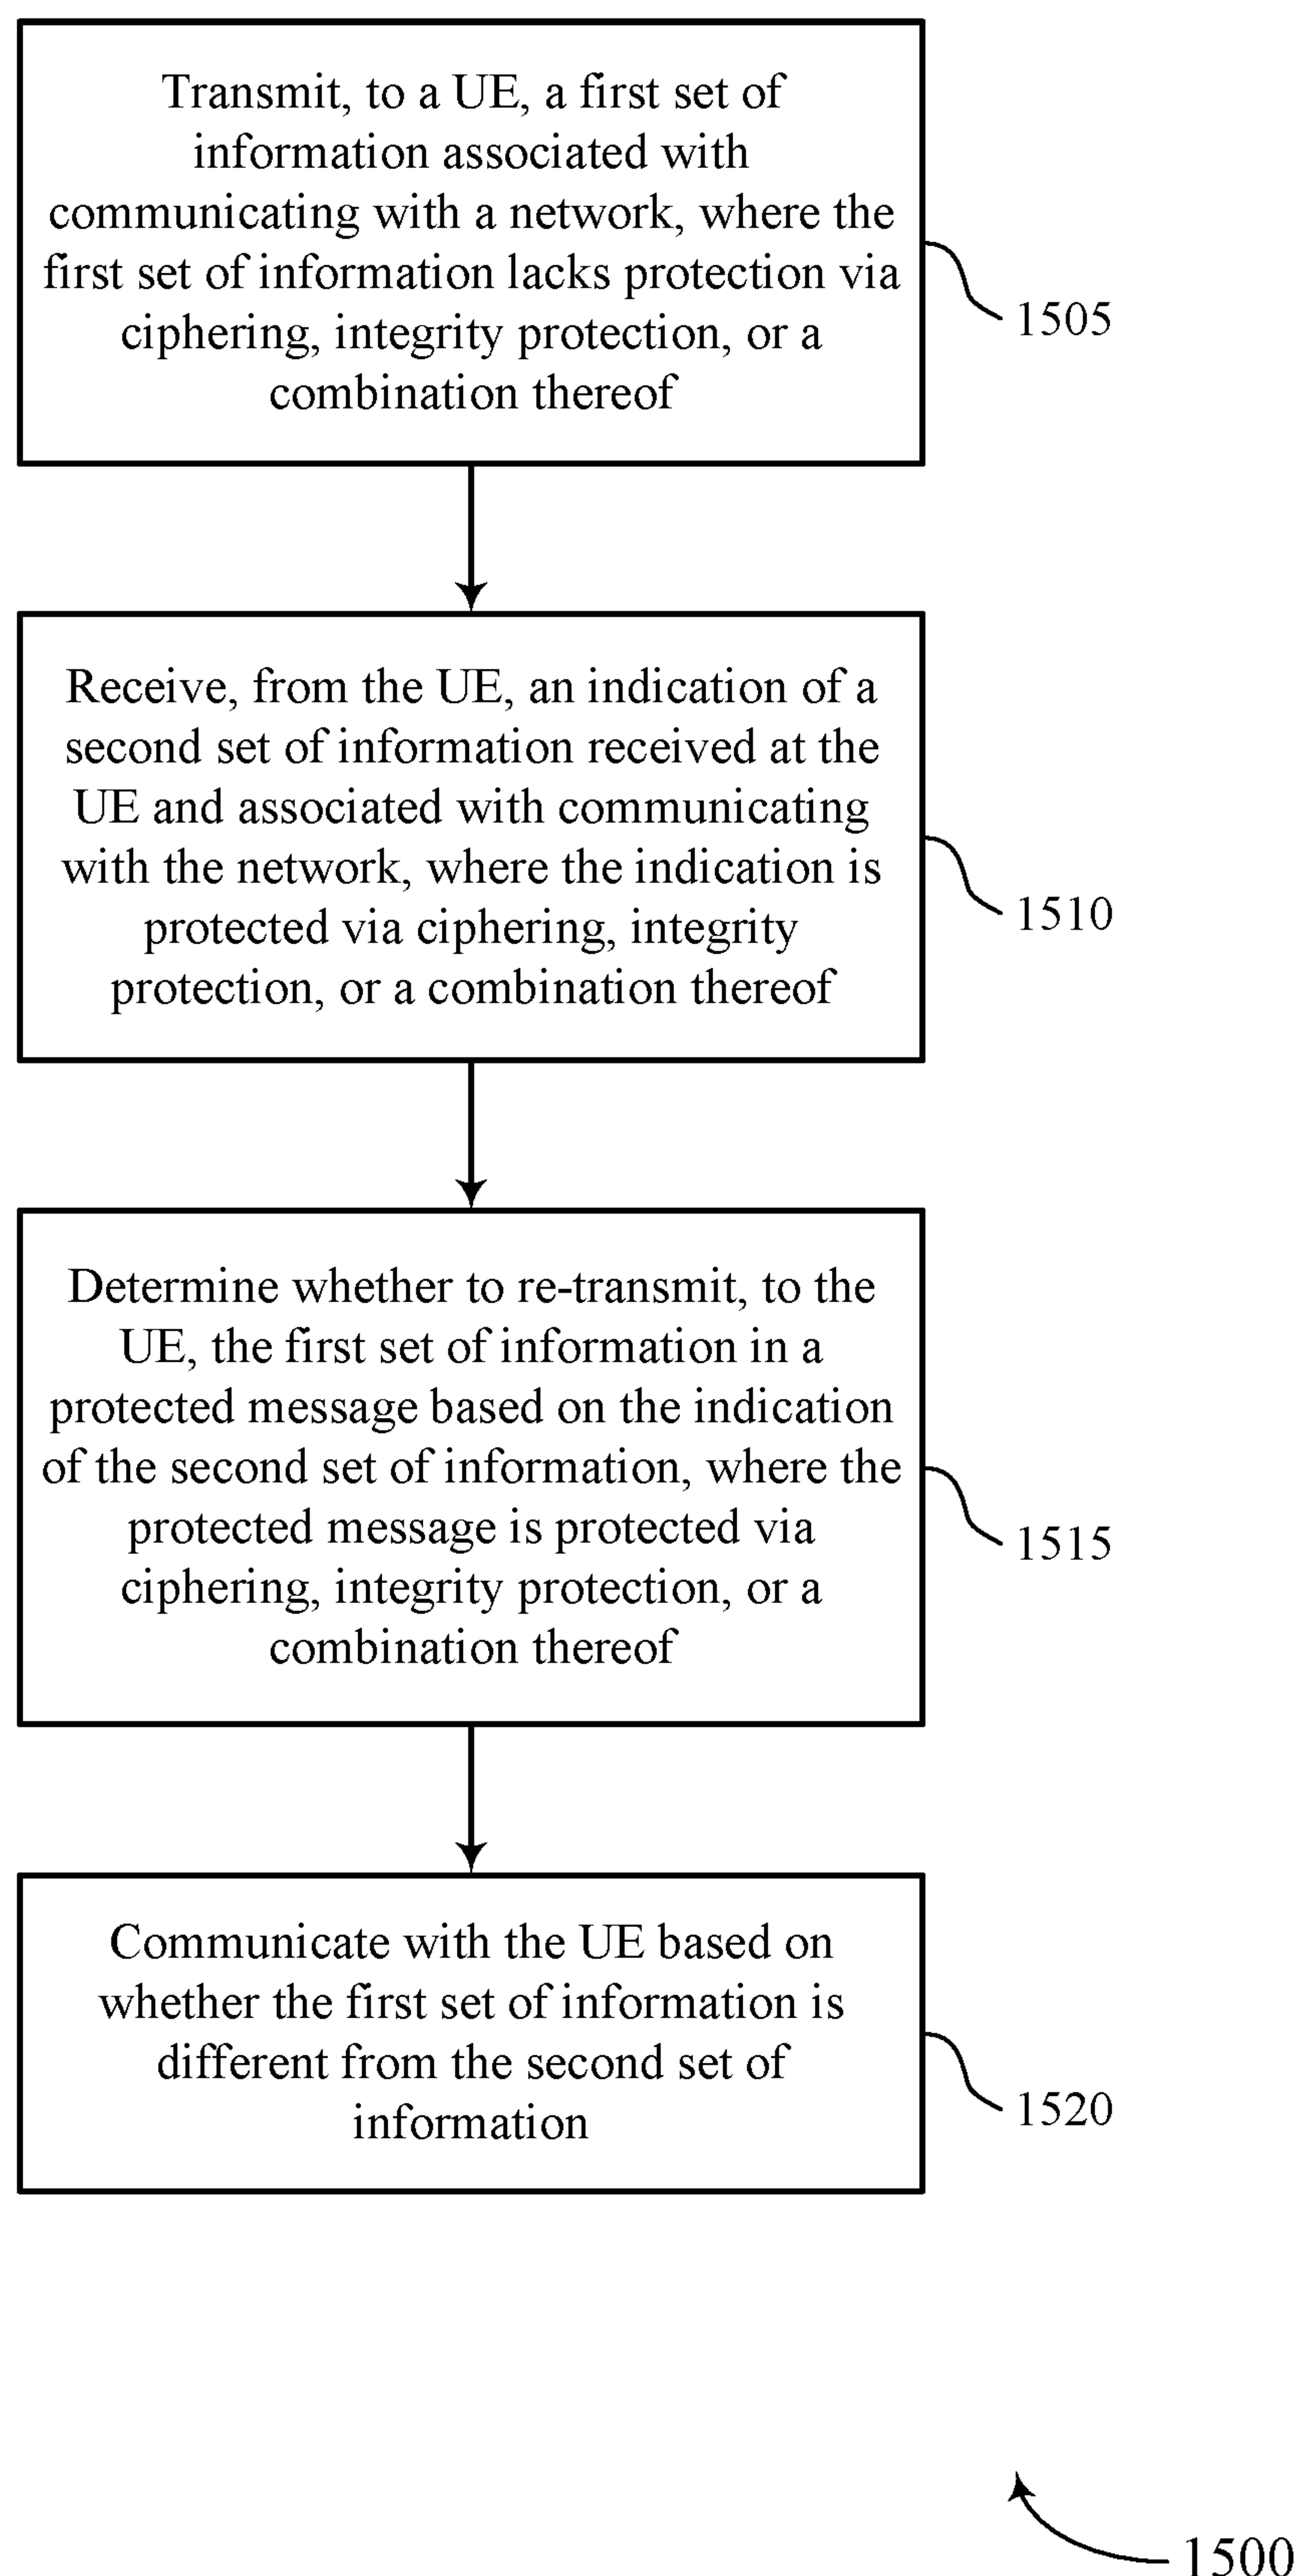 Transmit, to a UE, a first set of
information associated with
communicating with a network, where the
first set of information lacks protection via
ciphering, integrity protection, or a
combination thereof
1505
Receive, from the UE, an indication of a
second set of information received at the
UE and associated with communicating
with the network, where the indication is
protected via ciphering, integrity
protection, or a combination thereof
1510
Determine whether to re-transmit, to the
UE, the first set of information in a
protected message based on the indication
of the second set of information, where the
protected message is protected via
ciphering, integrity protection, or a
combination thereof
1515
Communicate with the UE based on
whether the first set of information is
different from the second set of
information
1520
1500